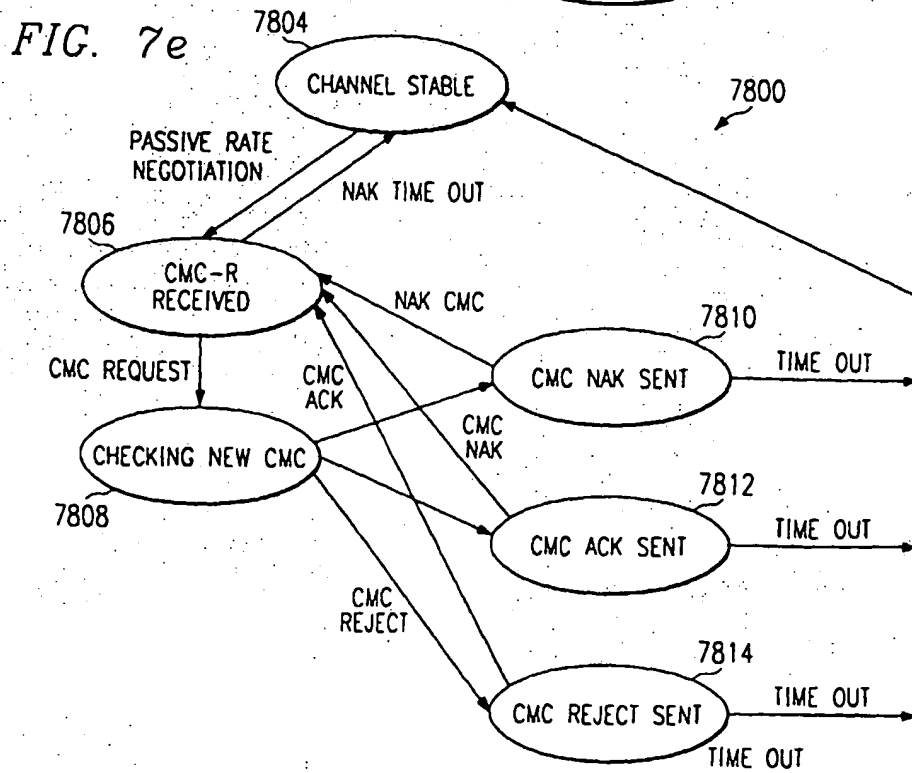 FIG. 7e
7804
CHANNEL STABLE
7800
PASSIVE RATE
NEGOTIATION
NAK TIME OUT
7806
CMC-R
RECEIVED
NAK CMC
7810
CMC REQUEST
CMC
ACK
CMC NAK SENT
TIME OUT
CMC
NAK
CHECKING NEW CMC
7808
7812
CMC ACK SENT
TIME OUT
CMC
REJECT
7814
CMC REJECT SENT
TIME OUT
TIME OUT